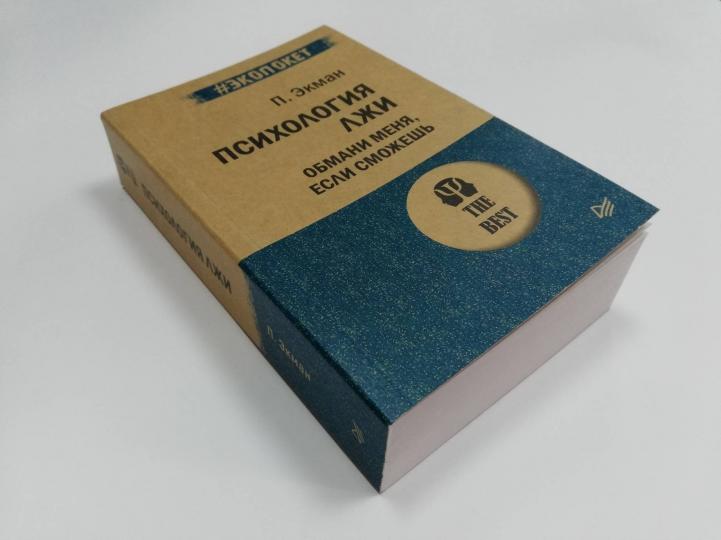 #ЭКОПОКЕТ
П. Экман
ПСИХОЛОГИЯ
ЛЖИ
ОБМАНИ МЕНЯ,
ЕСЛИ СМОЖЕШЬ
THE
BEST
ПСИХОЛОГИЯ ЛЖИ
П. Экман